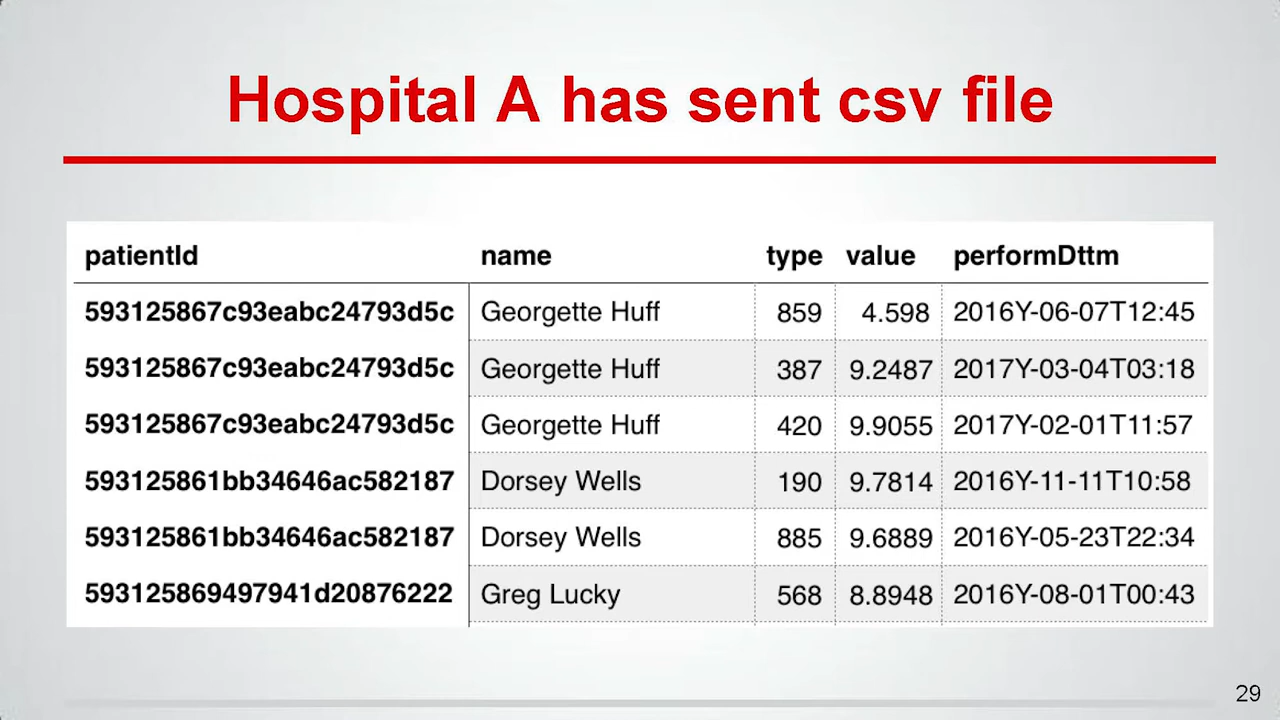 Hospital A has sent csv file
patientId name type value performDttm
593125867c93eabc24793d5c Georgette Huff 859 4.598 2016Y-06-07T12:45
593125867c93eabc24793d5c Georgette Huff 387 9.2487 2017Y-03-04T03:18
593125867c93eabc24793d5c Georgette Huff 420 9.9055 2017Y-02-01T11:57
593125861bb34646ac582187 Dorsey Wells 190 9.7814 2016Y-11-11T10:58
593125861bb34646ac582187 Dorsey Wells 885 9.6889 2016Y-05-23T22:34
593125869497941d20876222 Greg Lucky 568 8.8948 2016Y-08-01T00:43
29